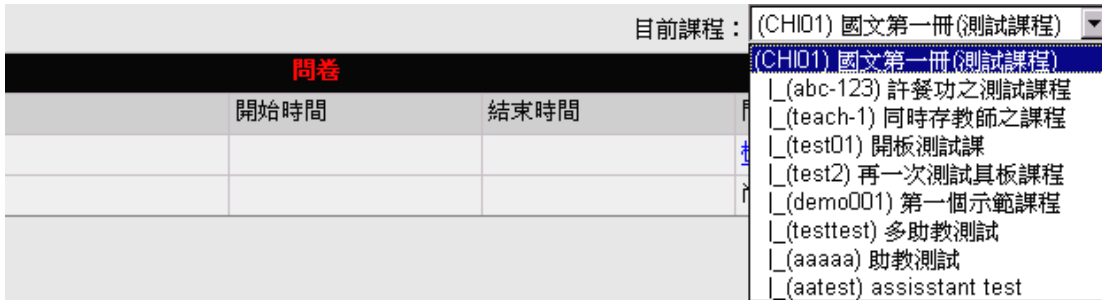 目前課程：(CHI01) 國文第一冊(測試課程)
問卷
開始時間 結束時間
(CHI01) 國文第一冊(測試課程)
|_(abc-123) 許餐功之測試課程
|_(teach-1) 同時存教師之課程
|_(test01) 開板測試課
|_(test2) 再一次測試具板課程
|_(demo001) 第一個示範課程
|_(testtest) 多助教測試
|_(aaaaa) 助教測試
|_(aatest) assisstant test